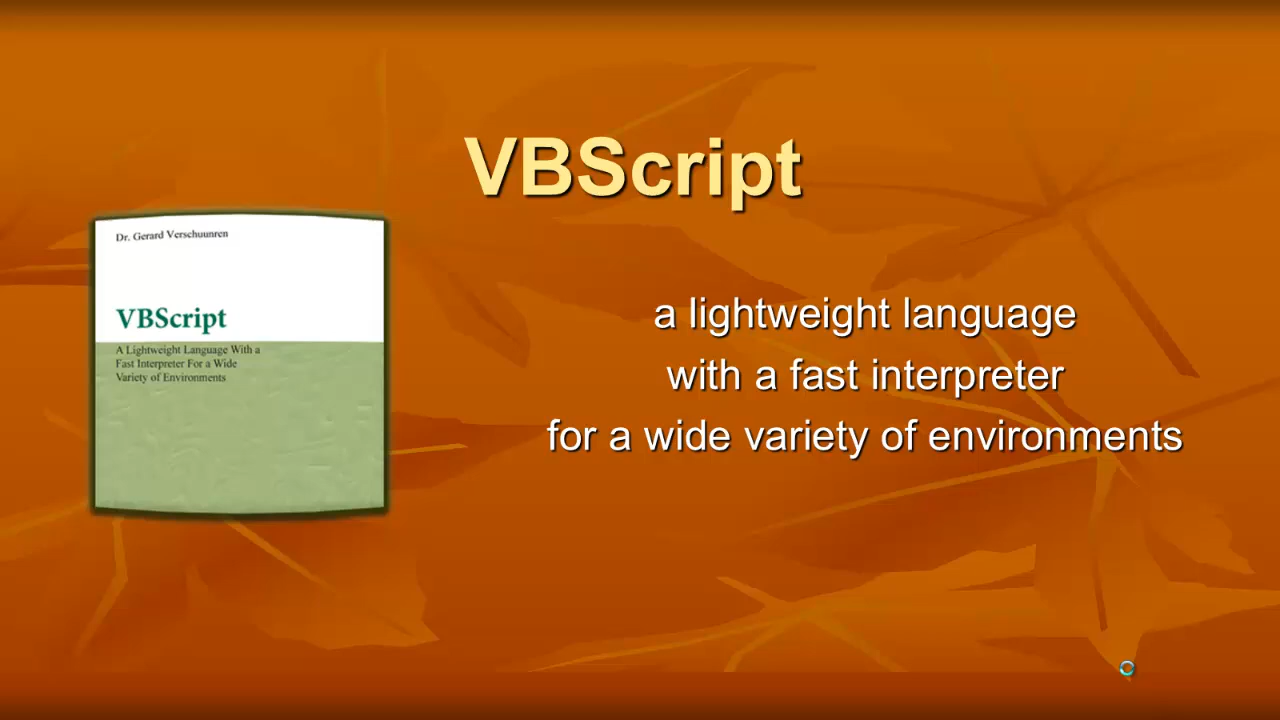 VBScript
Dr. Gerard Verschuunren
VBScript
A Lightweight Language With a
Fast Interpreter For a Wide
Variety of Environments
a lightweight language
with a fast interpreter
for a wide variety of environments